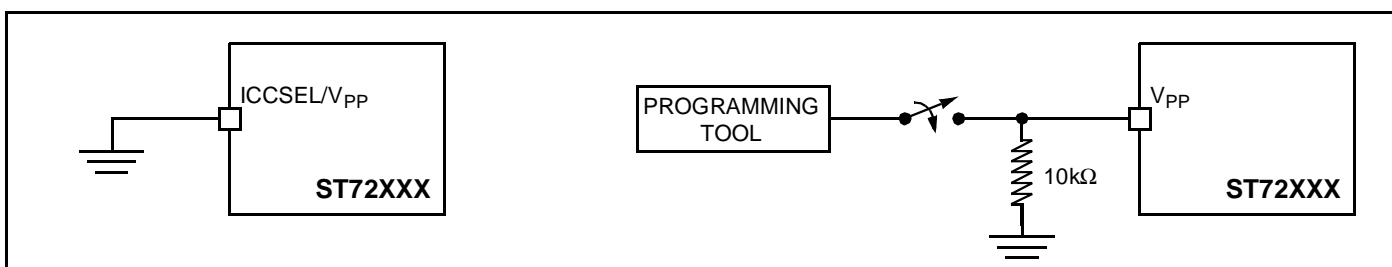 ICCSEL/VPP
ST72XXX
PROGRAMMING
TOOL
VPP
10kΩ
ST72XXX